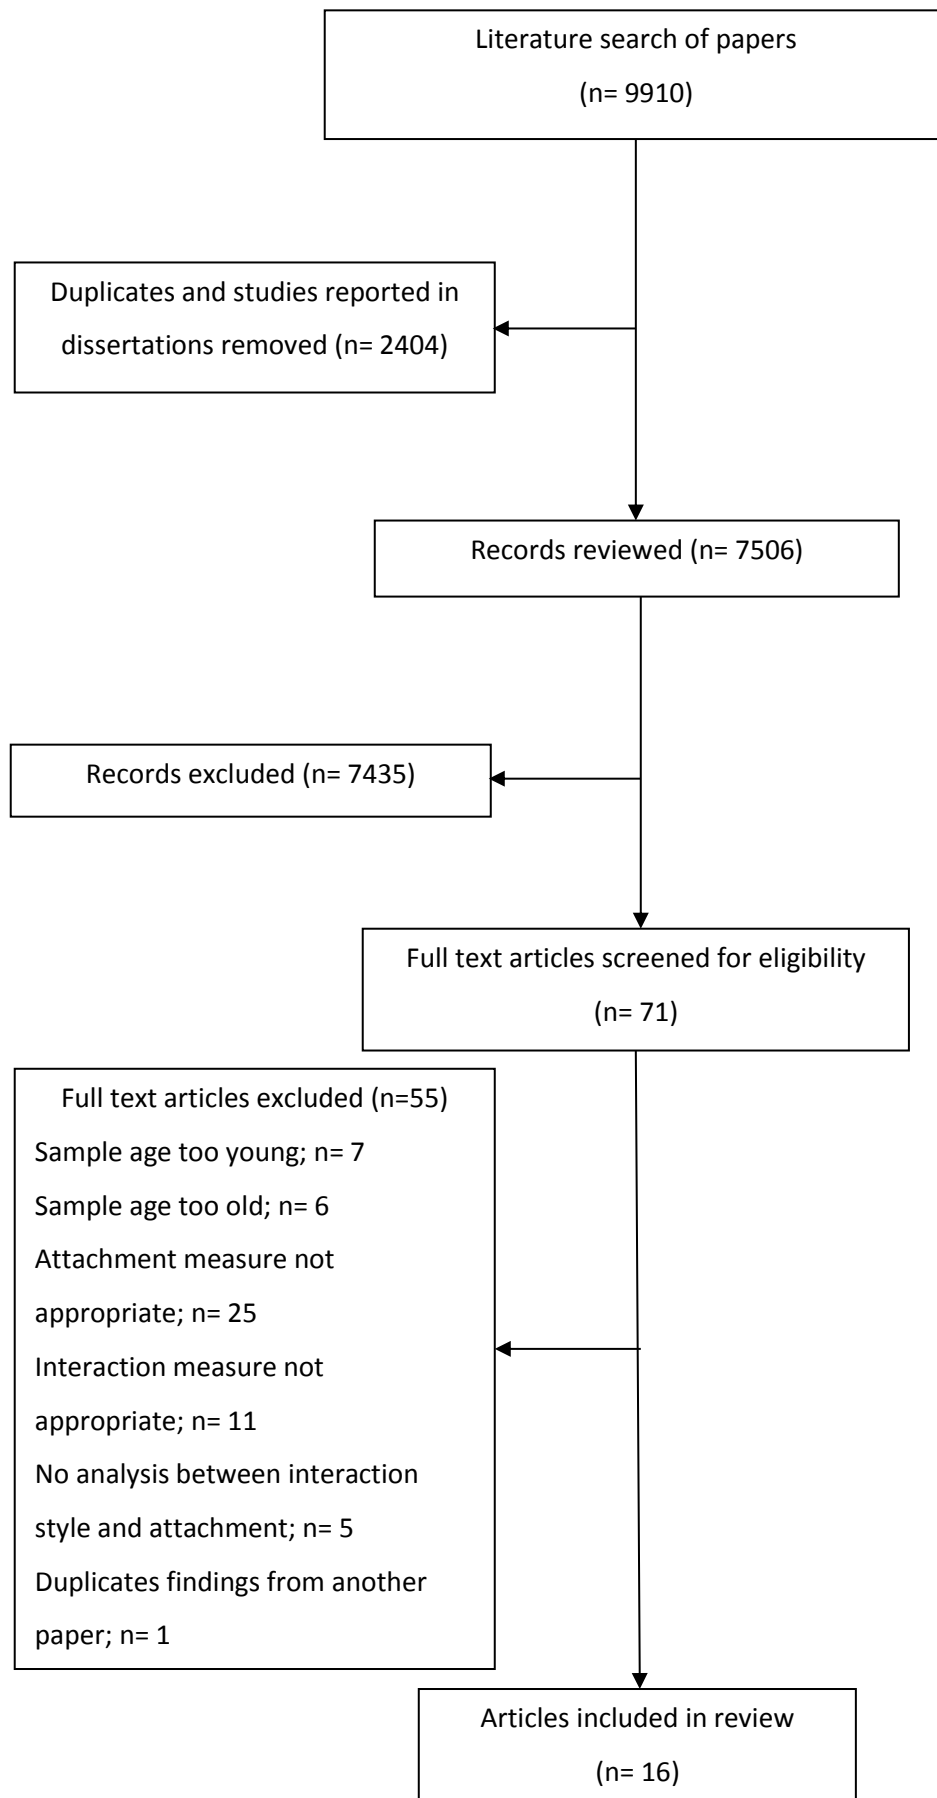 Literature search of papers
(n= 9910)
Duplicates and studies reported in
dissertations removed (n= 2404)
Records reviewed (n= 7506)
Records excluded (n= 7435)
Full text articles screened for eligibility
(n= 71)
Full text articles excluded (n=55)
Sample age too young; n= 7
Sample age too old; n= 6
Attachment measure not
appropriate; n= 25
Interaction measure not
appropriate; n= 11
No analysis between interaction
style and attachment; n= 5
Duplicates findings from another
paper; n= 1
Articles included in review
(n= 16)